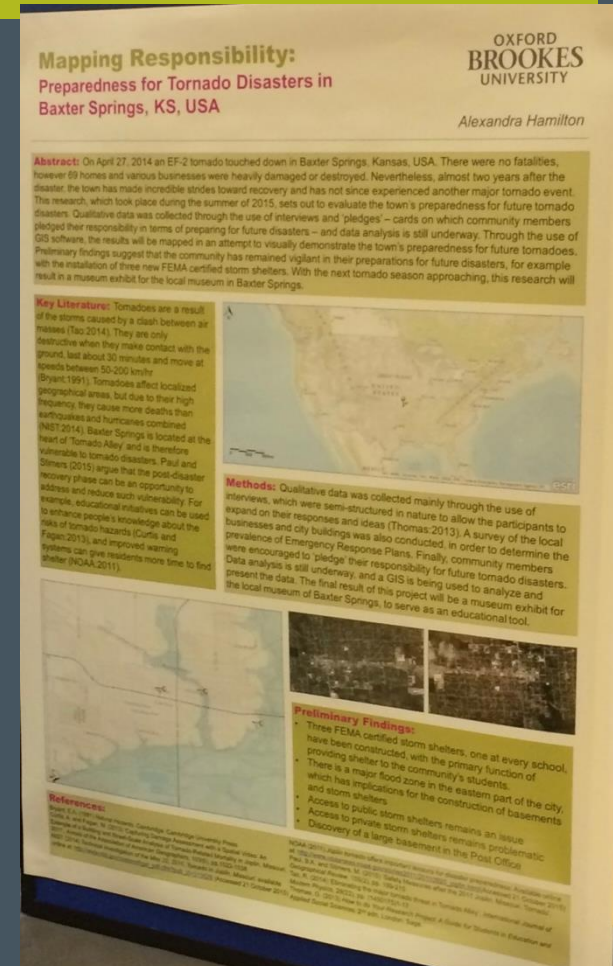 OXFORD
BROOKES
UNIVERSITY
Mapping Responsibility:
Preparedness for Tornado Disasters in
Baxter Springs, KS, USA
Alexandra Hamilton
Abstract: On April 27, 2014 an EF-2 tornado touched down in Baxter Springs, Kansas, USA. There were no fatalities,
however 69 homes and various businesses were heavily damaged or destroyed. Nevertheless, almost two years after the
disaster, the town has made incredible strides toward recovery and has not since experienced another major tornado event.
This research, which took place during the summer of 2015, sets out to evaluate the town's preparedness for future tornado
disasters. Qualitative data was collected through the use of interviews and 'pledges' – cards on which community members
pledged their responsibility in terms of preparing for future disasters – and data analysis is still underway. Through the use of
GIS software, the results will be mapped in an attempt to visually demonstrate the town's preparedness for future tornadoes.
Preliminary findings suggest that the community has remained vigilant in their preparations for future disasters, for example
with the installation of three new FEMA certified storm shelters. With the next tornado season approaching, this research will
result in a museum exhibit for the local museum in Baxter Springs.
Key Literature: Tornadoes are a result
of the storms caused by a clash between air
masses (Tao:2014). They are only
destructive when they make contact with the
ground, last about 30 minutes and move at
speeds between 50-200 km/hr
(Bryant:1991). Tornadoes affect localized
geographical areas, but due to their high
frequency, they cause more deaths than
earthquakes and hurricanes combined
(NIST:2014). Baxter Springs is located at the
heart of 'Tornado Alley' and is therefore
vulnerable to tornado disasters. Paul and
Stimers (2015) argue that the post-disaster
recovery phase can be an opportunity to
address and reduce such vulnerability. For
example, educational initiatives can be used
to enhance people's knowledge about the
risks of tornado hazards (Curtis and
Fagan:2013), and improved warning
systems can give residents more time to find
shelter (NOAA:2011).
UNITED
STATES
esri
Methods: Qualitative data was collected mainly through the use of
interviews, which were semi-structured in nature to allow the participants to
expand on their responses and ideas (Thomas:2013). A survey of the local
businesses and city buildings was also conducted, in order to determine the
prevalence of Emergency Response Plans. Finally, community members
were encouraged to 'pledge' their responsibility for future tornado disasters.
Data analysis is still underway, and a GIS is being used to analyze and
present the data. The final result of this project will be a museum exhibit for
the local museum of Baxter Springs, to serve as an educational tool.
Preliminary Findings:
• Three FEMA certified storm shelters, one at every school,
have been constructed, with the primary function of
providing shelter to the community's students.
• There is a major flood zone in the eastern part of the city,
which has implications for the construction of basements
and storm shelters
• Access to public storm shelters remains an issue
• Access to private storm shelters remains problematic
• Discovery of a large basement in the Post Office
References:
Bryant, E.A. (1991) Natural Hazards. Cambridge: Cambridge University Press